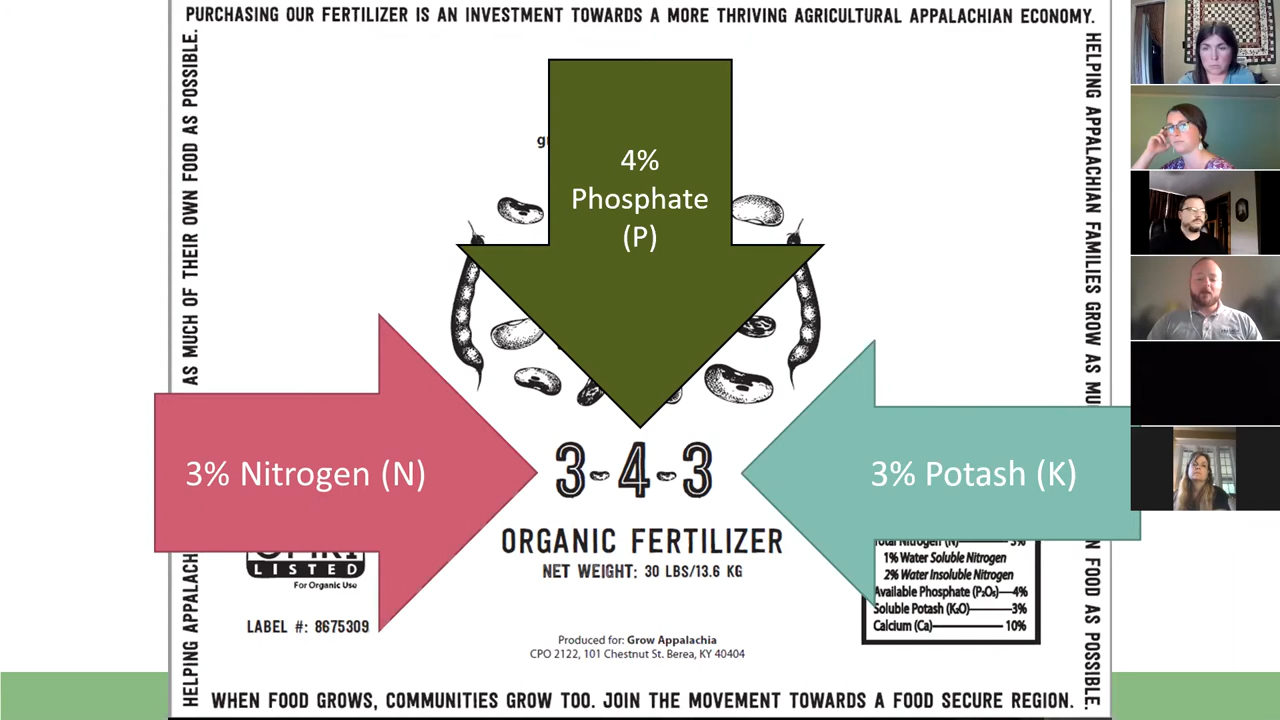 PURCHASING OUR FERTILIZER IS AN INVESTMENT TOWARDS A MORE THRIVING AGRICULTURAL APPALACHIAN ECONOMY.
HELPING APPALACH
AS MUCH OF THEIR OWN FOOD AS POSSIBLE.
HELPING APPALACHIAN FAMILIES GROW AS MU
N FOOD AS POSSIBLE.
4%
Phosphate
(P)
3% Nitrogen (N)
3% Potash (K)
3-4-3
ORGANIC FERTILIZER
NET WEIGHT: 30 LBS/13.6 KG
LISTED
For Organic Use
LABEL #: 8675309
Total Nitrogen (N) 3%
1% Water Soluble Nitrogen
2% Water Insoluble Nitrogen
Available Phosphate (P₂O₅)—4%
Soluble Potash (K₂O)—3%
Calcium (Ca)—10%
Produced for: Grow Appalachia
CPO 2122, 101 Chestnut St. Berea, KY 40404
WHEN FOOD GROWS, COMMUNITIES GROW TOO. JOIN THE MOVEMENT TOWARDS A FOOD SECURE REGION.